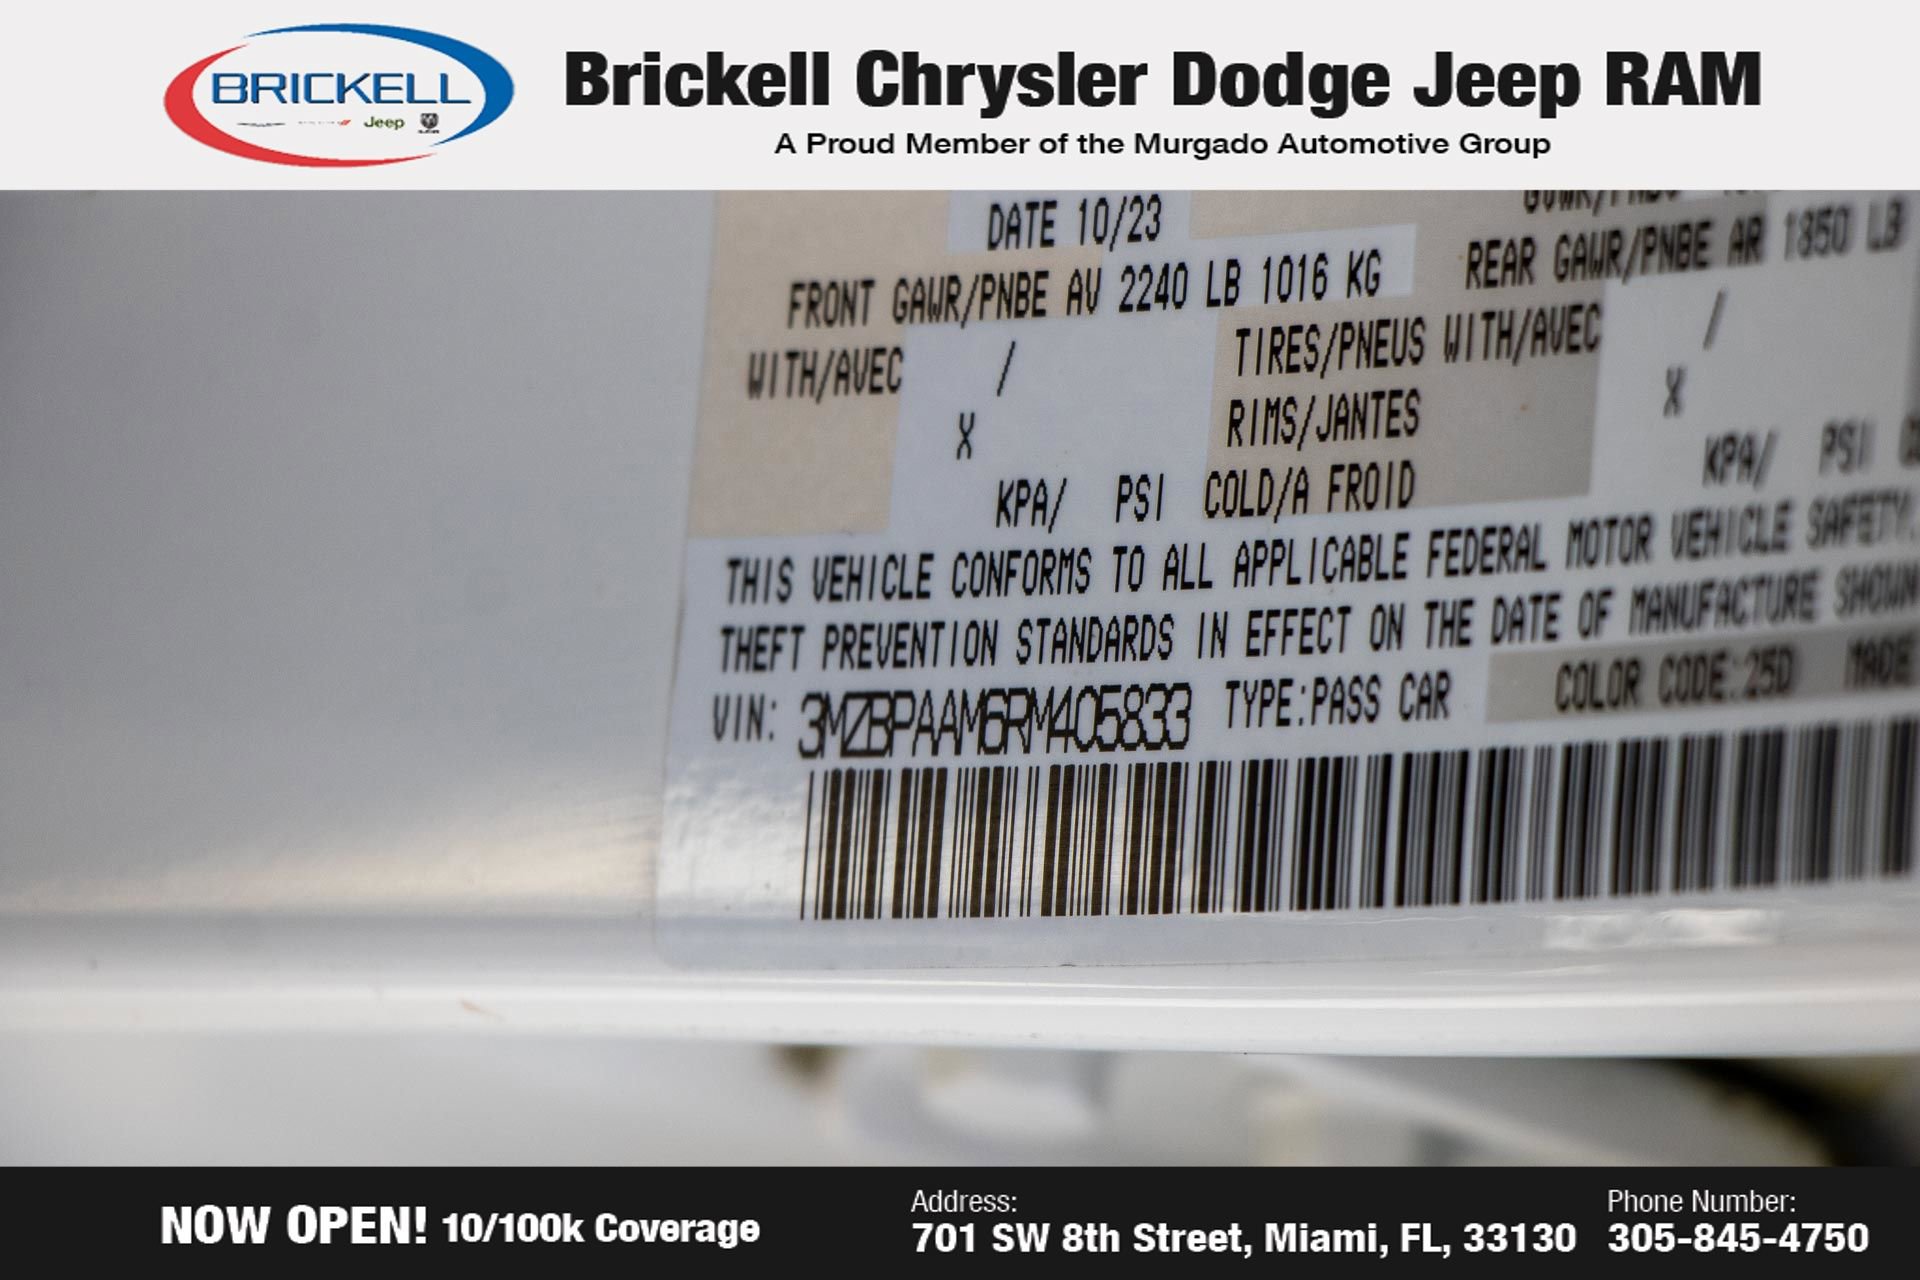 BRICKELL
Jeep
RAM
Brickell Chrysler Dodge Jeep RAM
A Proud Member of the Murgado Automotive Group
DATE 10/23
FRONT GAWR/PNBE AV 2240 LB 1016 KG
REAR GAWR/PNBE AR 1850 LB
WITH/AVEC /
TIRES/PNEUS WITH/AVEC /
X
RIMS/JANTES X
KPA/ PSI COLD/A FROID KPA/ PSI
THIS VEHICLE CONFORMS TO ALL APPLICABLE FEDERAL MOTOR VEHICLE SAFETY,
THEFT PREVENTION STANDARDS IN EFFECT ON THE DATE OF MANUFACTURE SHOWN
VIN: 3MZBPAAM6RM405833 TYPE:PASS CAR COLOR CODE:25D MADE
NOW OPEN! 10/100k Coverage
Address:
701 SW 8th Street, Miami, FL, 33130
Phone Number:
305-845-4750